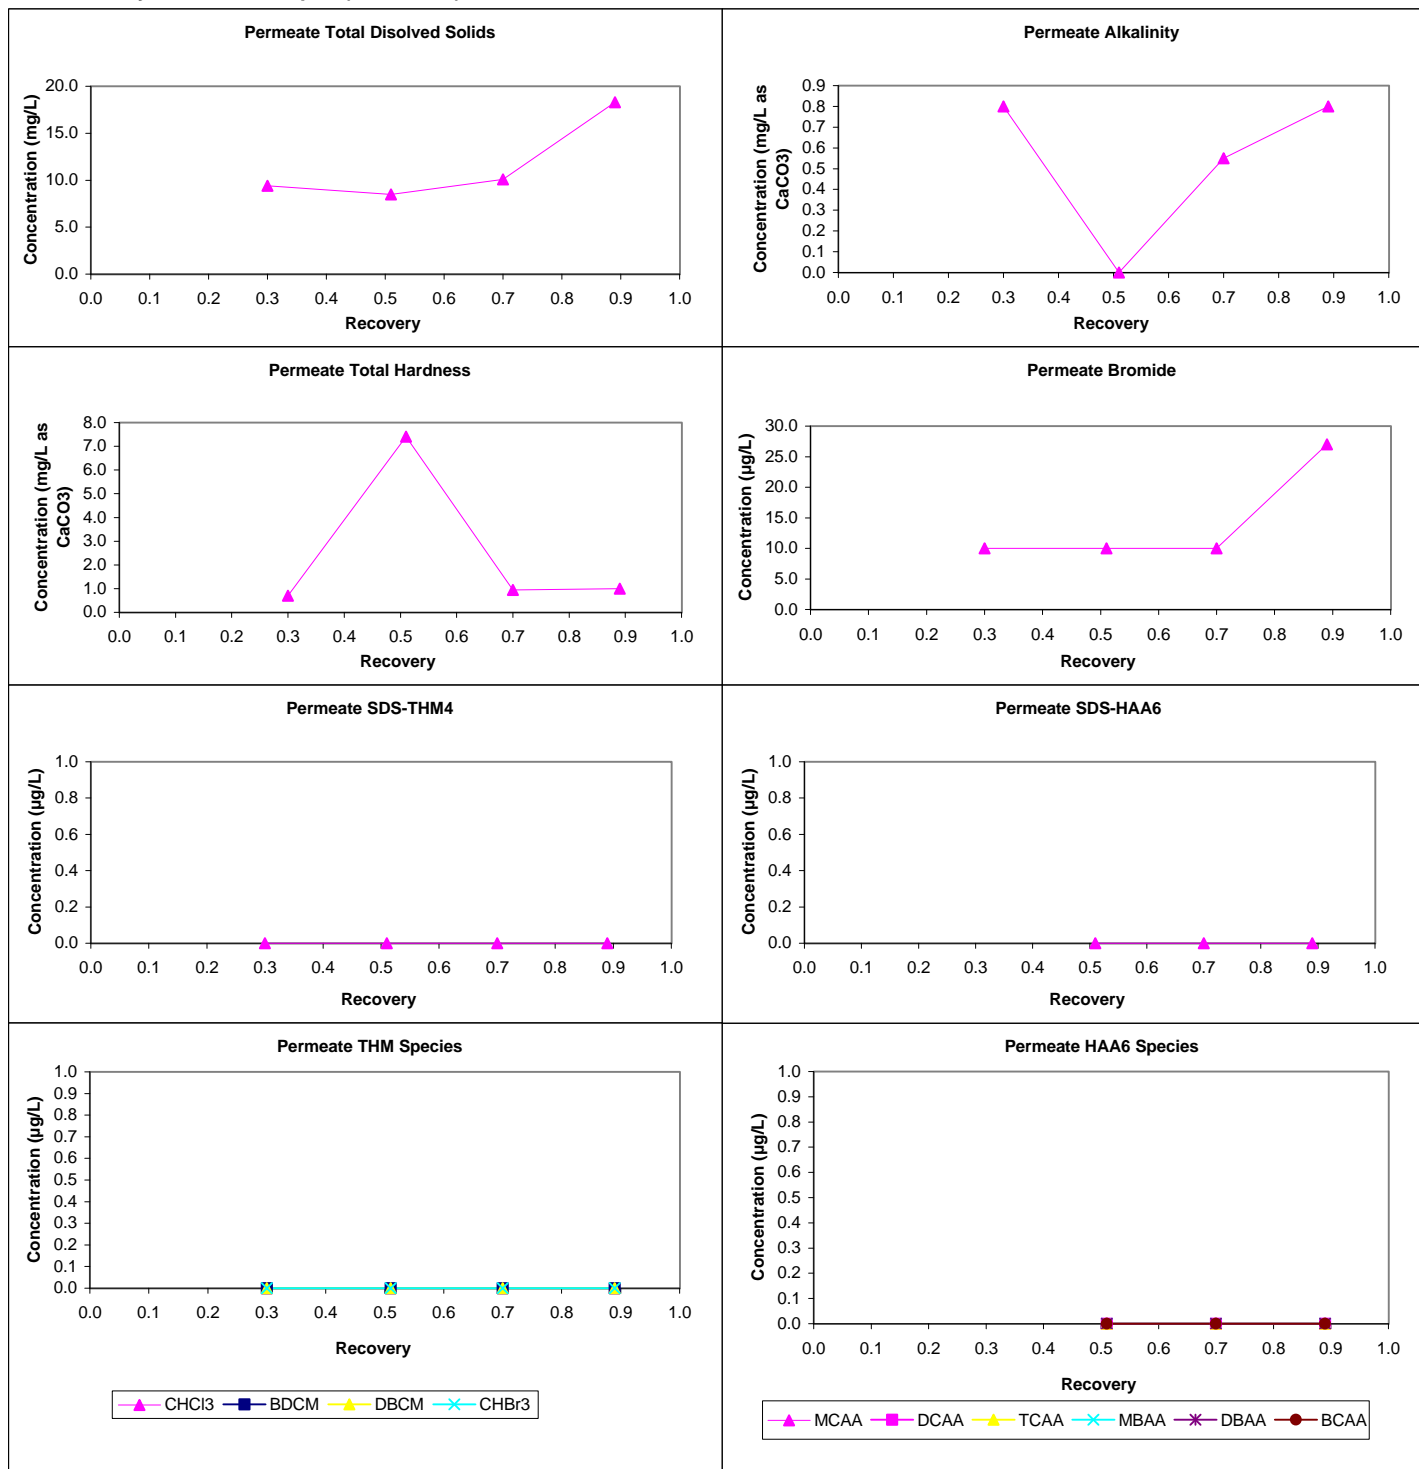 Permeate Total Disolved Solids
Concentration (mg/L)
20.0
15.0
10.0
5.0
0.0
0.0 0.1 0.2 0.3 0.4 0.5 0.6 0.7 0.8 0.9 1.0
Recovery
Permeate Alkalinity
Concentration (mg/L as
CaCO3)
0.9
0.8
0.7
0.6
0.5
0.4
0.3
0.2
0.1
0.0
0.0 0.1 0.2 0.3 0.4 0.5 0.6 0.7 0.8 0.9 1.0
Recovery
Permeate Total Hardness
Concentration (mg/L as
CaCO3)
8.0
7.0
6.0
5.0
4.0
3.0
2.0
1.0
0.0
0.0 0.1 0.2 0.3 0.4 0.5 0.6 0.7 0.8 0.9 1.0
Recovery
Permeate Bromide
Concentration (µg/L)
30.0
25.0
20.0
15.0
10.0
5.0
0.0
0.0 0.1 0.2 0.3 0.4 0.5 0.6 0.7 0.8 0.9 1.0
Recovery
Permeate SDS-THM4
Concentration (µg/L)
1.0
0.8
0.6
0.4
0.2
0.0
0.0 0.1 0.2 0.3 0.4 0.5 0.6 0.7 0.8 0.9 1.0
Recovery
Permeate SDS-HAA6
Concentration (µg/L)
1.0
0.8
0.6
0.4
0.2
0.0
0.0 0.1 0.2 0.3 0.4 0.5 0.6 0.7 0.8 0.9 1.0
Recovery
Permeate THM Species
Concentration (µg/L)
1.0
0.9
0.8
0.7
0.6
0.5
0.4
0.3
0.2
0.1
0.0
0.0 0.1 0.2 0.3 0.4 0.5 0.6 0.7 0.8 0.9 1.0
Recovery
CHCl3 BDCM DBCM CHBr3
Permeate HAA6 Species
Concentration (µg/L)
1.0
0.9
0.8
0.7
0.6
0.5
0.4
0.3
0.2
0.1
0.0
0.0 0.1 0.2 0.3 0.4 0.5 0.6 0.7 0.8 0.9 1.0
Recovery
MCAA DCAA TCAA MBAA DBAA BCAA